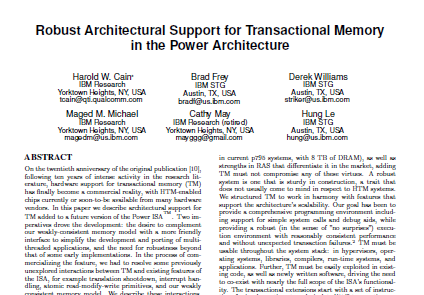 Robust Architectural Support for Transactional Memory
in the Power Architecture
Harold W. Cain*
IBM Research
Yorktown Heights, NY, USA
tcain@qti.qualcomm.com
Brad Frey
IBM STG
Austin, TX, USA
bradf@us.ibm.com
Derek Williams
IBM STG
Austin, TX, USA
striker@us.ibm.com
Maged M. Michael
IBM Research
Yorktown Heights, NY, USA
magedm@us.ibm.com
Cathy May
IBM Research (retired)
Yorktown Heights, NY, USA
mayggg@gmail.com
Hung Le
IBM STG
Austin, TX, USA
hung@us.ibm.com
ABSTRACT
On the twentieth anniversary of the original publication [10],
following ten years of intense activity in the research lit-
erature, hardware support for transactional memory (TM)
has finally become a commercial reality, with HTM-enabled
chips currently or soon-to-be available from many hardware
vendors. In this paper we describe architectural support for
TM added to a future version of the Power ISA™. Two im-
peratives drove the development: the desire to complement
our weakly-consistent memory model with a more friendly
interface to simplify the development and porting of multi-
threaded applications, and the need for robustness beyond
that of some early implementations. In the process of com-
mercializing the feature, we had to resolve some previously
unexplored interactions between TM and existing features of
the ISA, for example translation shootdown, interrupt han-
dling, atomic read-modify-write primitives, and our weakly
consistent memory model. We describe these interactions,
in current p795 systems, with 8 TB of DRAM), as well as
strengths in RAS that differentiate it in the market, adding
TM must not compromise any of these virtues. A robust
system is one that is sturdy in construction, a trait that
does not usually come to mind in respect to HTM systems.
We structured TM to work in harmony with features that
support the architecture's scalability. Our goal has been to
provide a comprehensive programming environment includ-
ing support for simple system calls and debug aids, while
providing a robust (in the sense of "no surprises") execu-
tion environment with reasonably consistent performance
and without unexpected transaction failures. TM must be
usable throughout the system stack: in hypervisors, oper-
ating systems, libraries, compilers, run-time systems, and
applications. Further, TM must be easily exploited in exist-
ing code, as well as newly written software, driving the need
to co-exist with nearly the full scope of the ISA's functional-
ity. The transactional extensions start with a set of instruc-